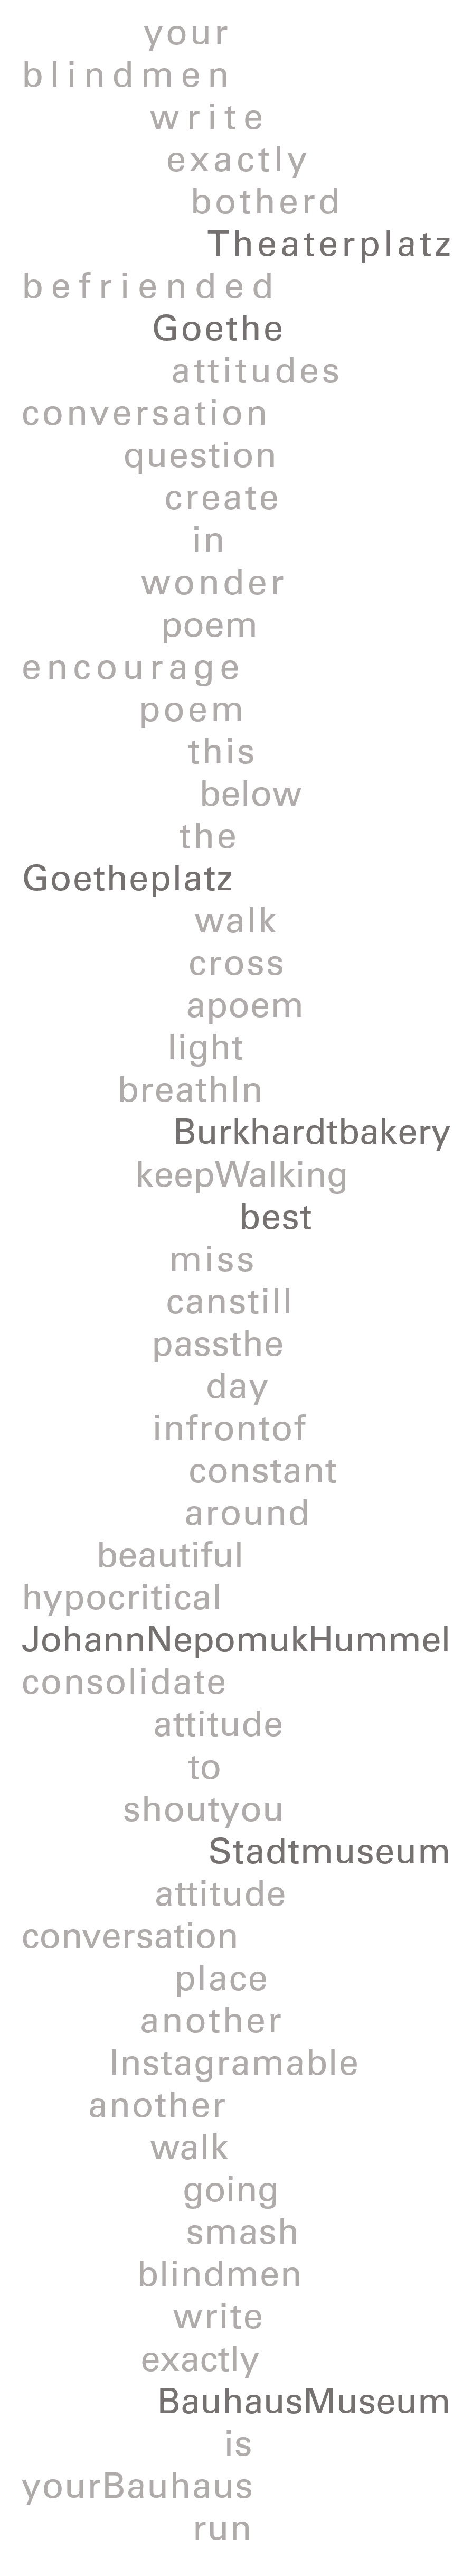 your
blindmen
write
exactly
botherd
Theaterplatz
befriended
Goethe
attitudes
conversation
question
create
in
wonder
poem
encourage
poem
this
below
the
Goetheplatz
walk
cross
apoem
light
breathIn
Burkhardtbakery
keepWalking
best
miss
canstill
passthe
day
infrontof
constant
around
beautiful
hypocritical
JohannNepomukHummel
consolidate
attitude
to
shoutyou
Stadtmuseum
attitude
conversation
place
another
Instagramable
another
walk
going
smash
blindmen
write
exactly
BauhausMuseum
is
yourBauhaus
run